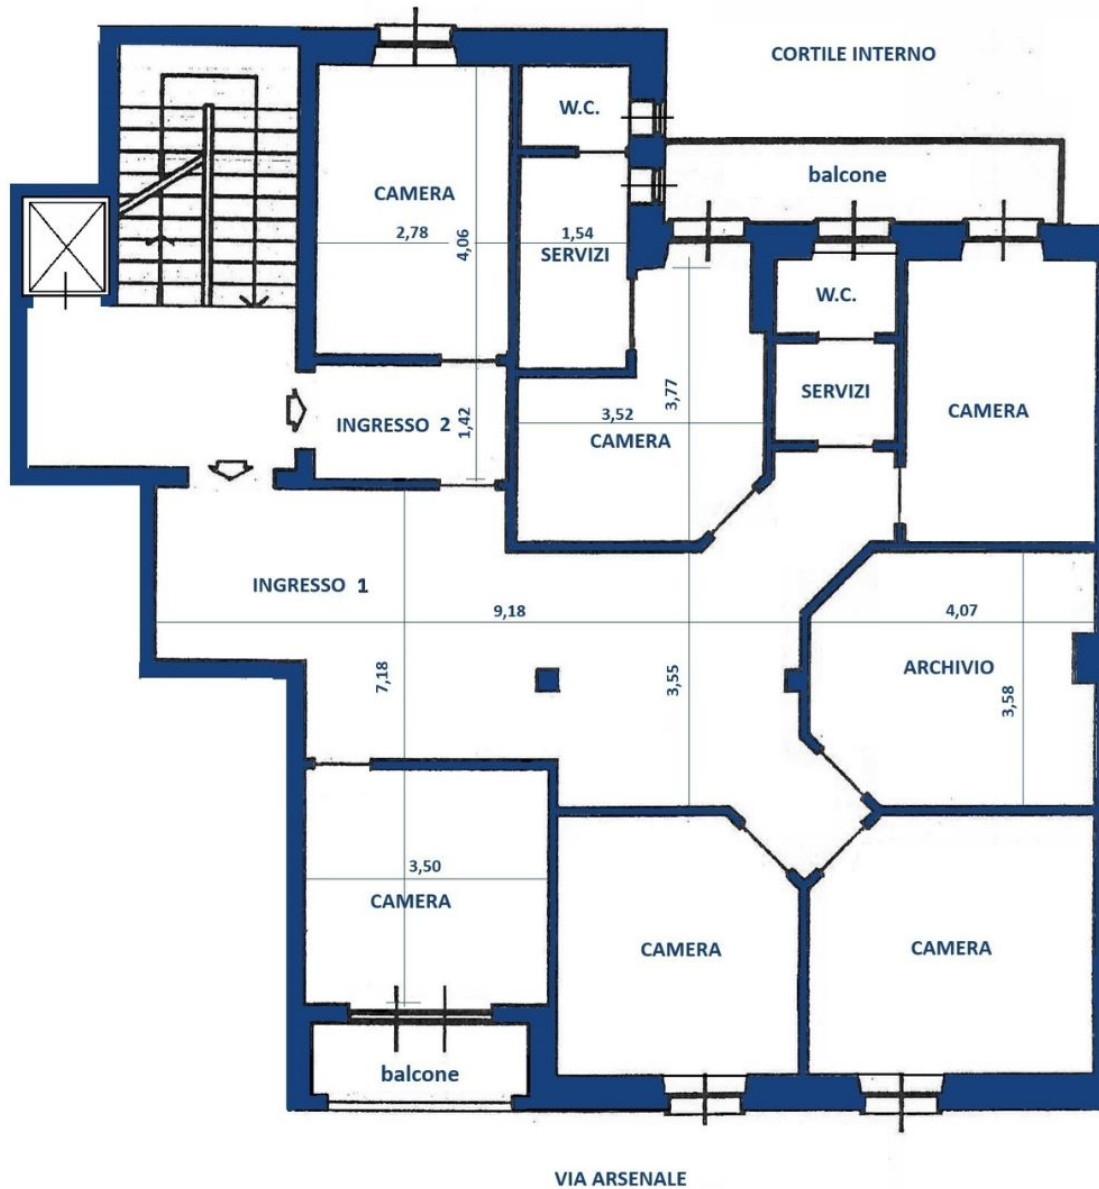 CORTILE INTERNO
W.C.
balcone
CAMERA
2,78
4,06
1,54
SERVIZI
W.C.
SERVIZI
CAMERA
3,77
3,52
CAMERA
INGRESSO 2
1,42
INGRESSO 1
9,18
4,07
7,18
3,55
ARCHIVIO
3,58
3,50
CAMERA
CAMERA
CAMERA
balcone
VIA ARSENALE